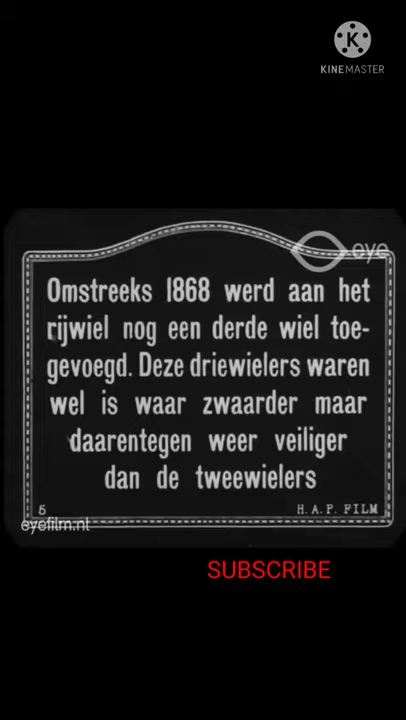 KINEMASTER
eye
Omstreeks 1868 werd aan het
rijwiel nog een derde wiel toe-
gevoegd. Deze driewielers waren
wel is waar zwaarder maar
daarentegen weer veiliger
dan de tweewielers
5 H.A.P. FILM
eyefilm.nl
SUBSCRIBE